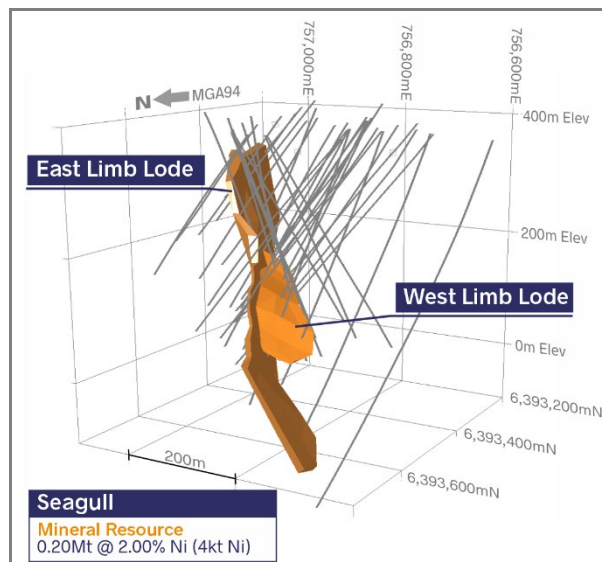 757,000mE
756,800mE
756,600mE
N MGA94
400m Elev
East Limb Lode
200m Elev
West Limb Lode
0m Elev
6,393,200mN
6,393,400mN
6,393,600mN
200m
Seagull
Mineral Resource
0.20Mt @ 2.00% Ni (4kt Ni)